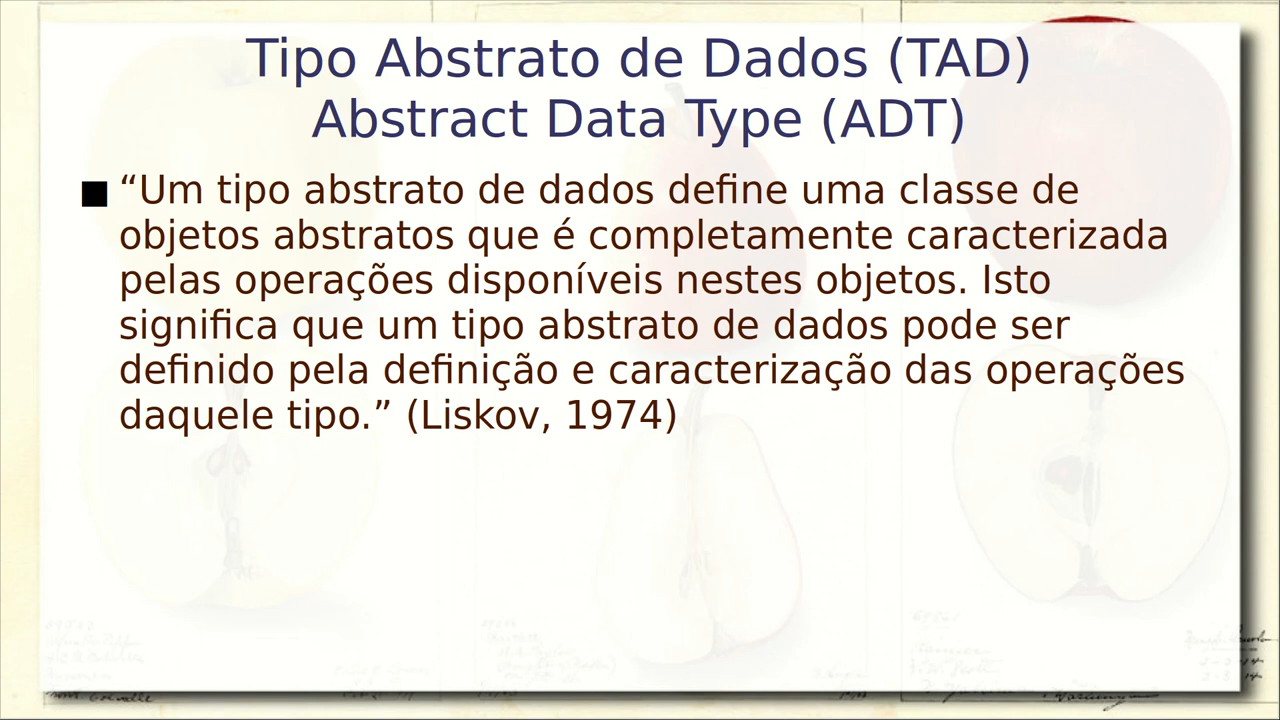 Tipo Abstrato de Dados (TAD)
Abstract Data Type (ADT)
“Um tipo abstrato de dados define uma classe de
objetos abstratos que é completamente caracterizada
pelas operações disponíveis nestes objetos. Isto
significa que um tipo abstrato de dados pode ser
definido pela definição e caracterização das operações
daquele tipo.” (Liskov, 1974)